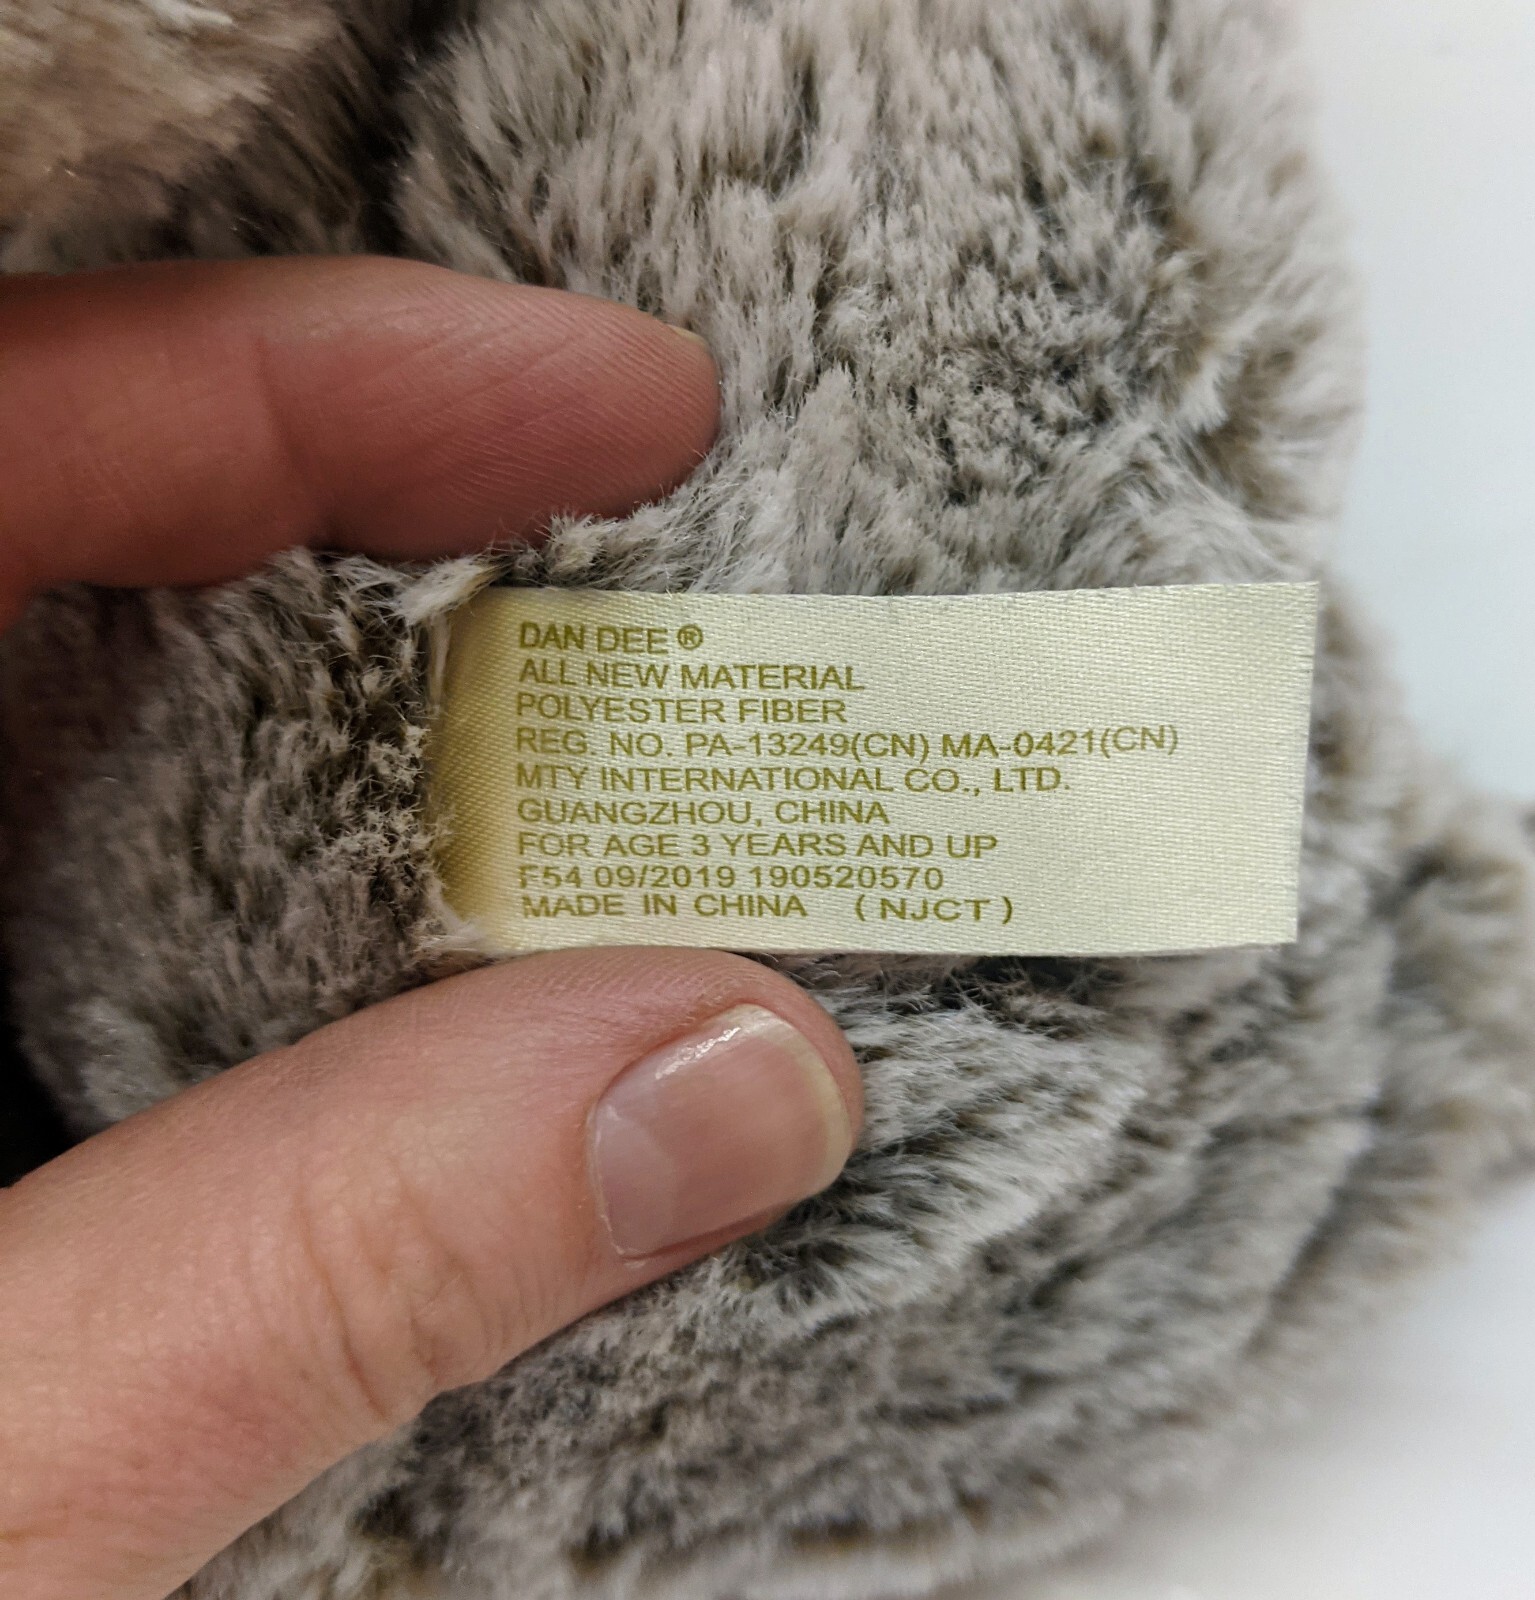 DAN DEE ®
ALL NEW MATERIAL
POLYESTER FIBER
REG. NO. PA-13249(CN) MA-0421(CN)
MTY INTERNATIONAL CO., LTD.
GUANGZHOU, CHINA
FOR AGE 3 YEARS AND UP
F54 09/2019 190520570
MADE IN CHINA ( NJCT )